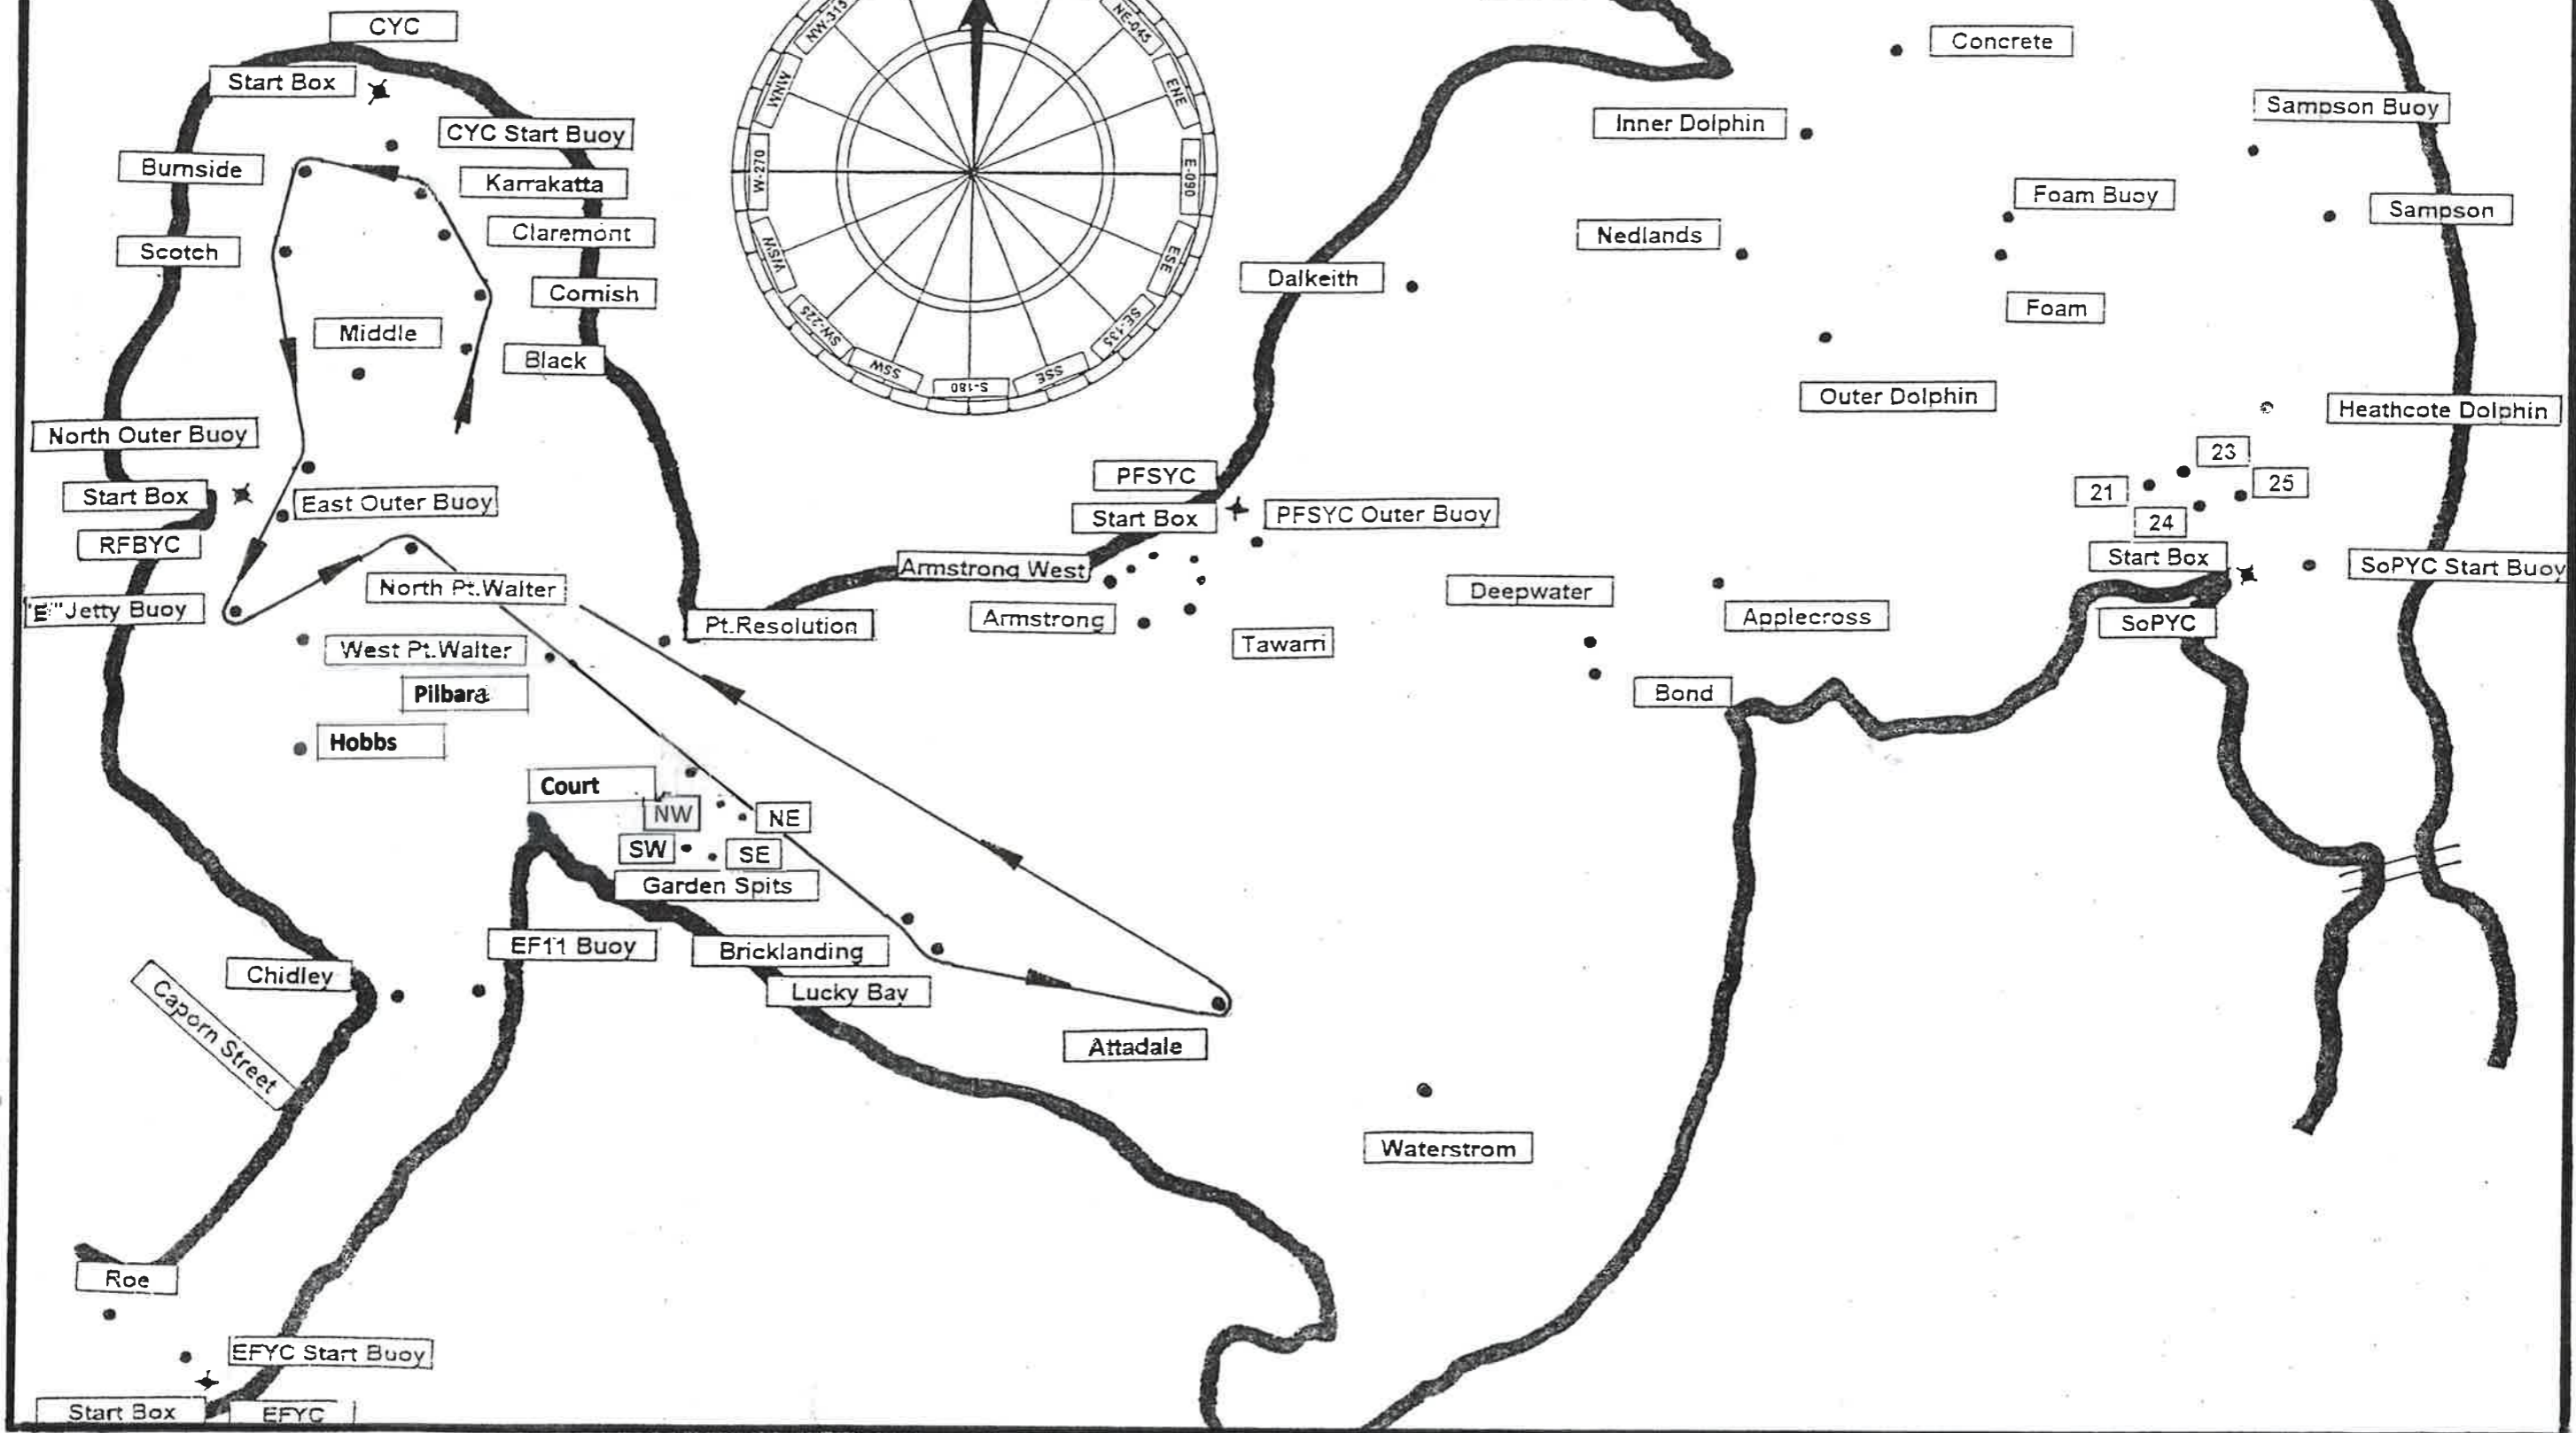 CYC
Concrete
Start Box
NW-315
NE-045
WNW
ENE
Sampson Buoy
Inner Dolphin
CYC Start Buoy
Burnside
W-270
E-090
Karrakatta
Foam Buoy
Sampson
Claremont
Nedlands
Scotch
WSW
ESE
Dalkeith
Cornish
Foam
SW-225
SE-135
Middle
Black
SSW
S-180
SSE
Outer Dolphin
Heathcote Dolphin
North Outer Buoy
23
PFSYC
25
Start Box
21
East Outer Buoy
Start Box
PFSYC Outer Buoy
24
RFBYC
Start Box
SoPYC Start Buoy
Armstrong West
North Pt.Walter
Deepwater
"E"Jetty Buoy
Armstrong
Applecross
Pt.Resolution
SoPYC
Tawarri
West Pt.Walter
Pilbara
Bond
Hobbs
Court
NW
NE
SW
SE
Garden Spits
EF11 Buoy
Bricklanding
Chidley
Lucky Bay
Caporn Street
Attadale
Waterstrom
Roe
EFYC Start Buoy
Start Box
EFYC